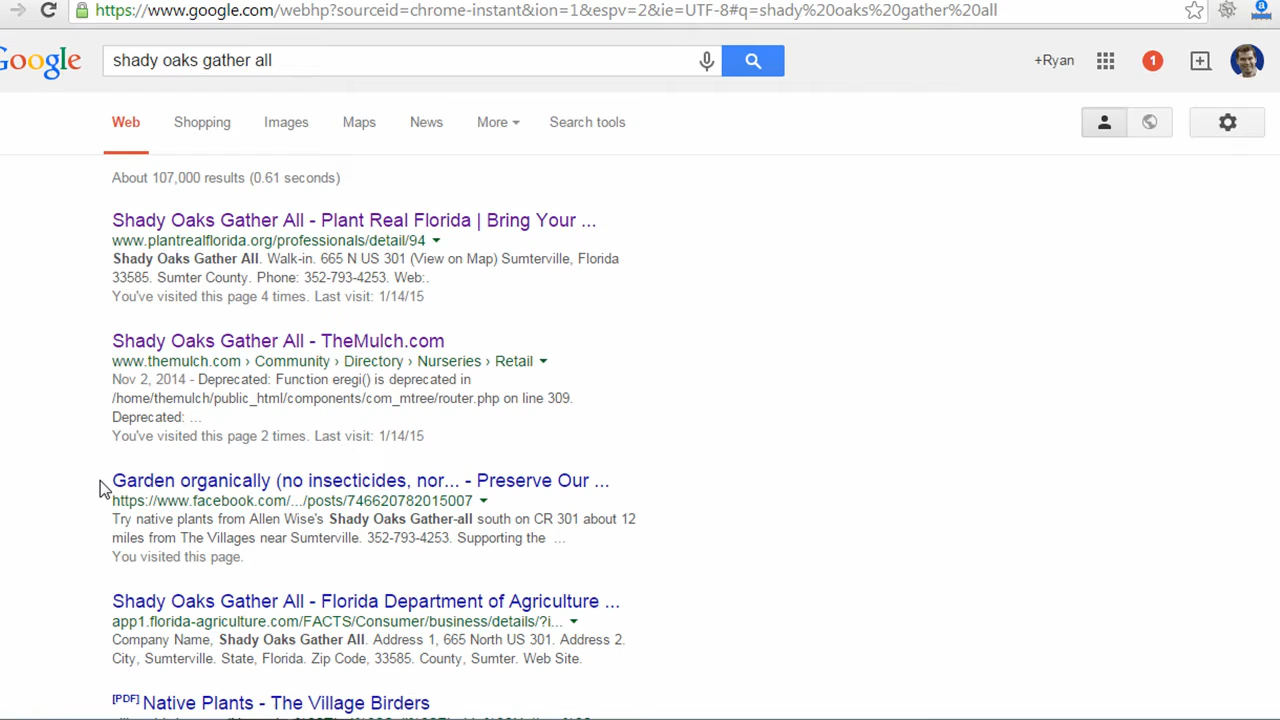 https://www.google.com/webhp?sourceid=chrome-instant&ion=1&espv=2&ie=UTF-8#q=shady%20oaks%20gather%20all
Google shady oaks gather all +Ryan 1
Web Shopping Images Maps News More Search tools
About 107,000 results (0.61 seconds)
Shady Oaks Gather All - Plant Real Florida | Bring Your ...
www.plantrealflorida.org/professionals/detail/94
Shady Oaks Gather All. Walk-in. 665 N US 301 (View on Map) Sumterville, Florida
33585. Sumter County. Phone: 352-793-4253. Web:.
You've visited this page 4 times. Last visit: 1/14/15
Shady Oaks Gather All - TheMulch.com
www.themulch.com › Community › Directory › Nurseries › Retail
Nov 2, 2014 - Deprecated: Function eregi() is deprecated in
/home/themulch/public_html/components/com_mtree/router.php on line 309.
Deprecated: ...
You've visited this page 2 times. Last visit: 1/14/15
Garden organically (no insecticides, nor... - Preserve Our ...
https://www.facebook.com/.../posts/746620782015007
Try native plants from Allen Wise's Shady Oaks Gather-all south on CR 301 about 12
miles from The Villages near Sumterville. 352-793-4253. Supporting the ...
You visited this page.
Shady Oaks Gather All - Florida Department of Agriculture ...
app1.florida-agriculture.com/FACTS/Consumer/business/details/?i...
Company Name, Shady Oaks Gather All. Address 1, 665 North US 301. Address 2.
City, Sumterville. State, Florida. Zip Code, 33585. County, Sumter. Web Site.
[PDF] Native Plants - The Village Birders